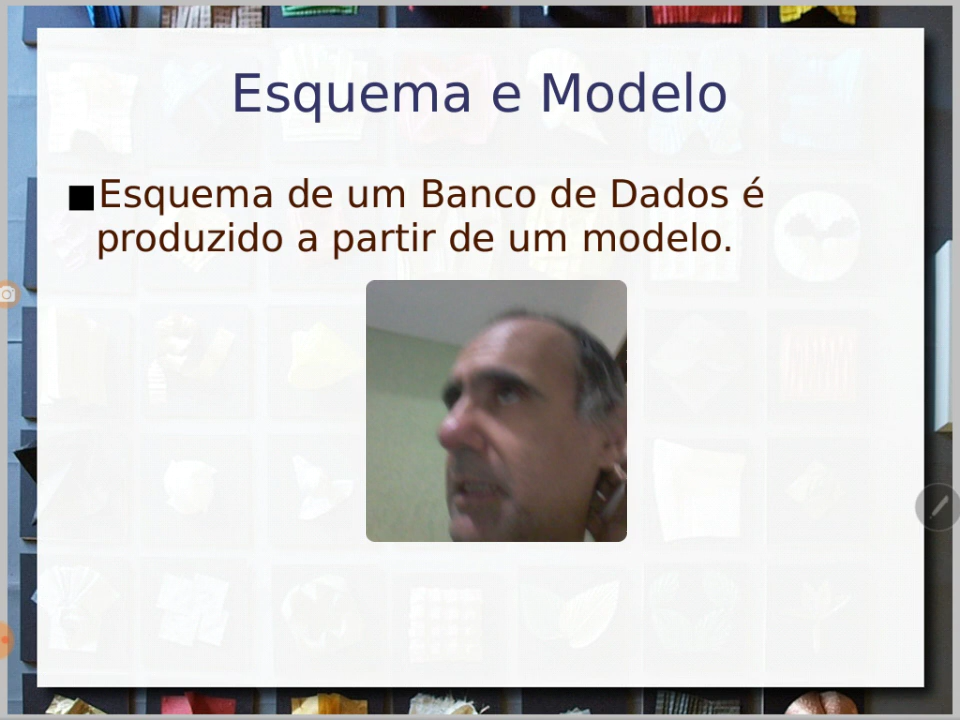 Esquema e Modelo
Esquema de um Banco de Dados é
produzido a partir de um modelo.